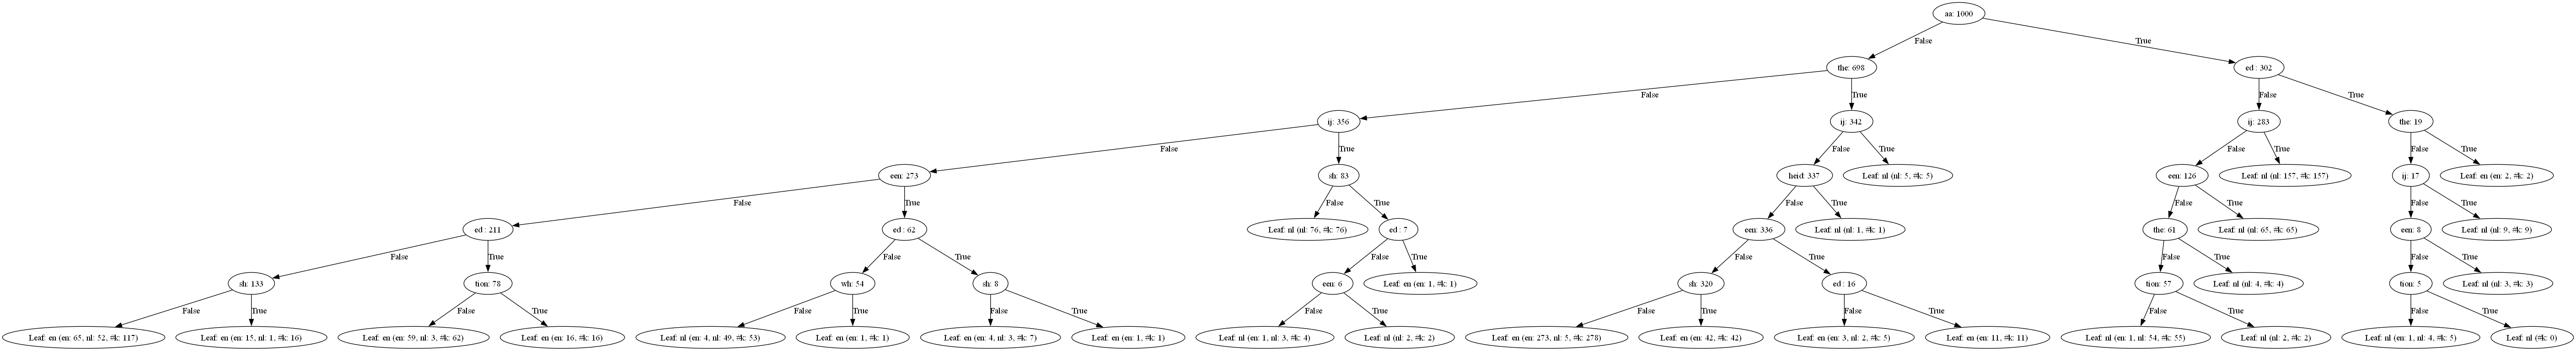 aa: 1000
False
True
the: 698
ed : 302
False
True
False
True
ij: 356
ij: 342
ij: 283
the: 19
False
True
False
True
False
True
False
True
een: 273
sh: 83
heid: 337
Leaf: nl (nl: 5, #k: 5)
een: 126
Leaf: nl (nl: 157, #k: 157)
ij: 17
Leaf: en (en: 2, #k: 2)
False
True
False
True
False
True
False
True
False
True
ed : 211
ed : 62
Leaf: nl (nl: 76, #k: 76)
ed : 7
een: 336
Leaf: nl (nl: 1, #k: 1)
the: 61
Leaf: nl (nl: 65, #k: 65)
een: 8
Leaf: nl (nl: 9, #k: 9)
False
True
False
True
False
True
False
True
False
True
False
True
sh: 133
tion: 78
wh: 54
sh: 8
een: 6
Leaf: en (en: 1, #k: 1)
sh: 320
ed : 16
tion: 57
Leaf: nl (nl: 4, #k: 4)
tion: 5
Leaf: nl (nl: 3, #k: 3)
False
True
False
True
False
True
False
True
False
True
False
True
False
True
False
True
False
True
Leaf: en (en: 65, nl: 52, #k: 117)
Leaf: en (en: 15, nl: 1, #k: 16)
Leaf: en (en: 59, nl: 3, #k: 62)
Leaf: en (en: 16, #k: 16)
Leaf: nl (en: 4, nl: 49, #k: 53)
Leaf: en (en: 1, #k: 1)
Leaf: en (en: 4, nl: 3, #k: 7)
Leaf: en (en: 1, #k: 1)
Leaf: nl (en: 1, nl: 3, #k: 4)
Leaf: nl (nl: 2, #k: 2)
Leaf: en (en: 273, nl: 5, #k: 278)
Leaf: en (en: 42, #k: 42)
Leaf: en (en: 3, nl: 2, #k: 5)
Leaf: en (en: 11, #k: 11)
Leaf: nl (en: 1, nl: 54, #k: 55)
Leaf: nl (nl: 2, #k: 2)
Leaf: nl (en: 1, nl: 4, #k: 5)
Leaf: nl (#k: 0)